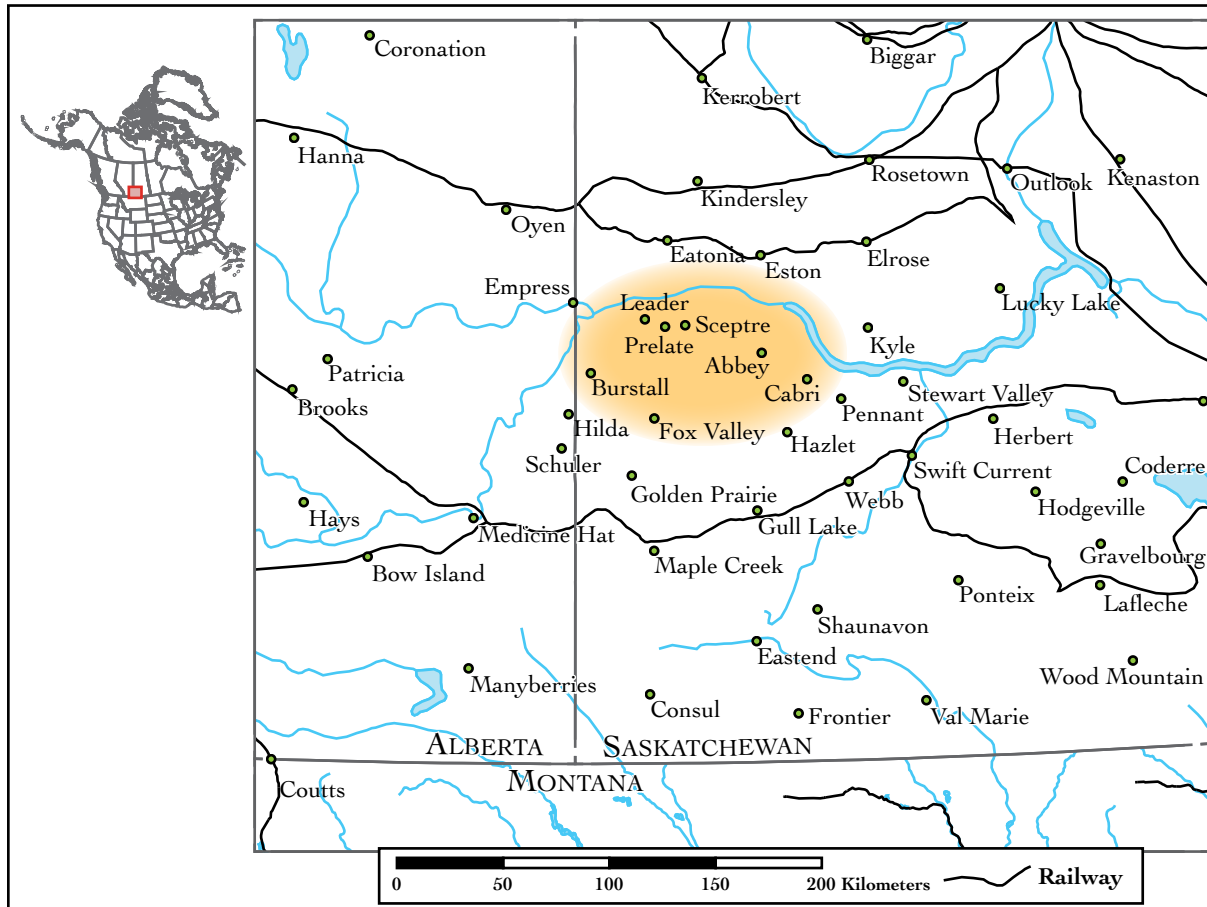 Coronation
Biggar
Kerrobert
Hanna
Rosetown
Outlook
Kenaston
Kindersley
Oyen
Eatonia
Eston
Elrose
Empress
Leader
Lucky Lake
Sceptre
Prelate
Kyle
Abbey
Patricia
Burstall
Cabri
Stewart Valley
Brooks
Pennant
Hilda
Fox Valley
Hazlet
Herbert
Schuler
Swift Current
Coderre
Golden Prairie
Webb
Hodgeville
Hays
Medicine Hat
Gull Lake
Gravelbourg
Bow Island
Maple Creek
Ponteix
Lafleche
Shaunavon
Eastend
Wood Mountain
Manyberries
Consul
Frontier
Val Marie
ALBERTA
SASKATCHEWAN
MONTANA
Coutts
0 50 100 150 200 Kilometers
Railway